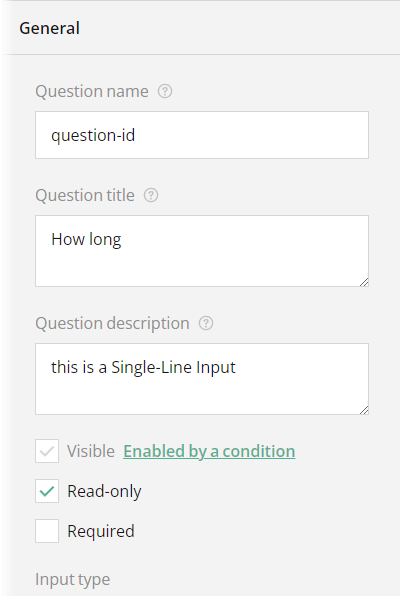 General
Question name
question-id
Question title
How long
Question description
this is a Single-Line Input
Visible Enabled by a condition
Read-only
Required
Input type